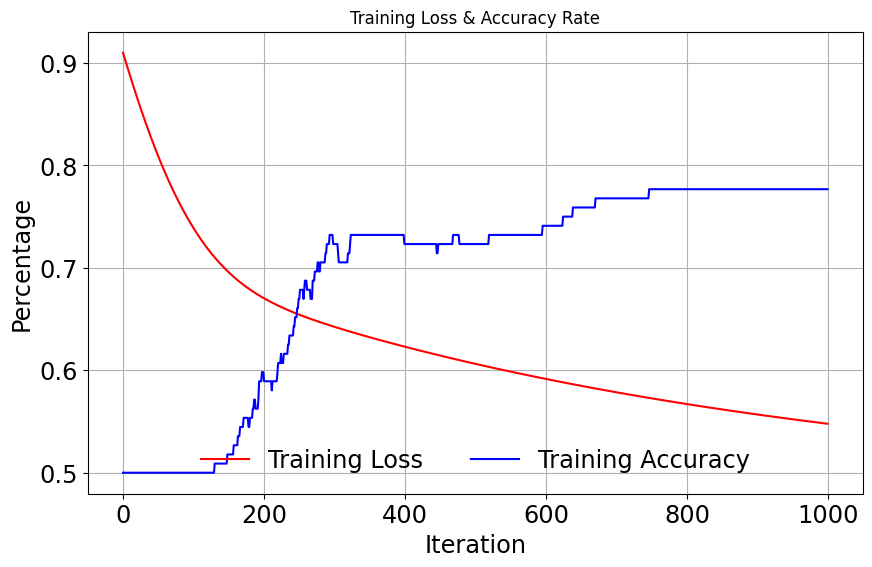 Training Loss & Accuracy Rate
Percentage
0.9
0.8
0.7
0.6
0.5
Training Loss
Training Accuracy
0 200 400 600 800 1000
Iteration